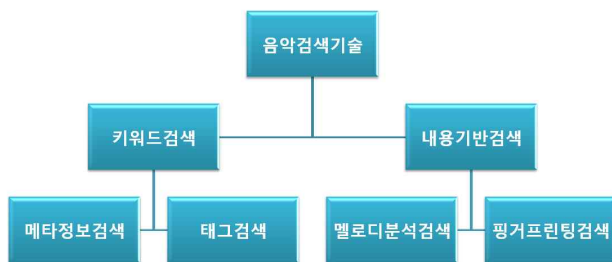 음악검색기술
키워드검색
내용기반검색
메타정보검색
태그검색
멜로디분석검색
핑거프린팅검색